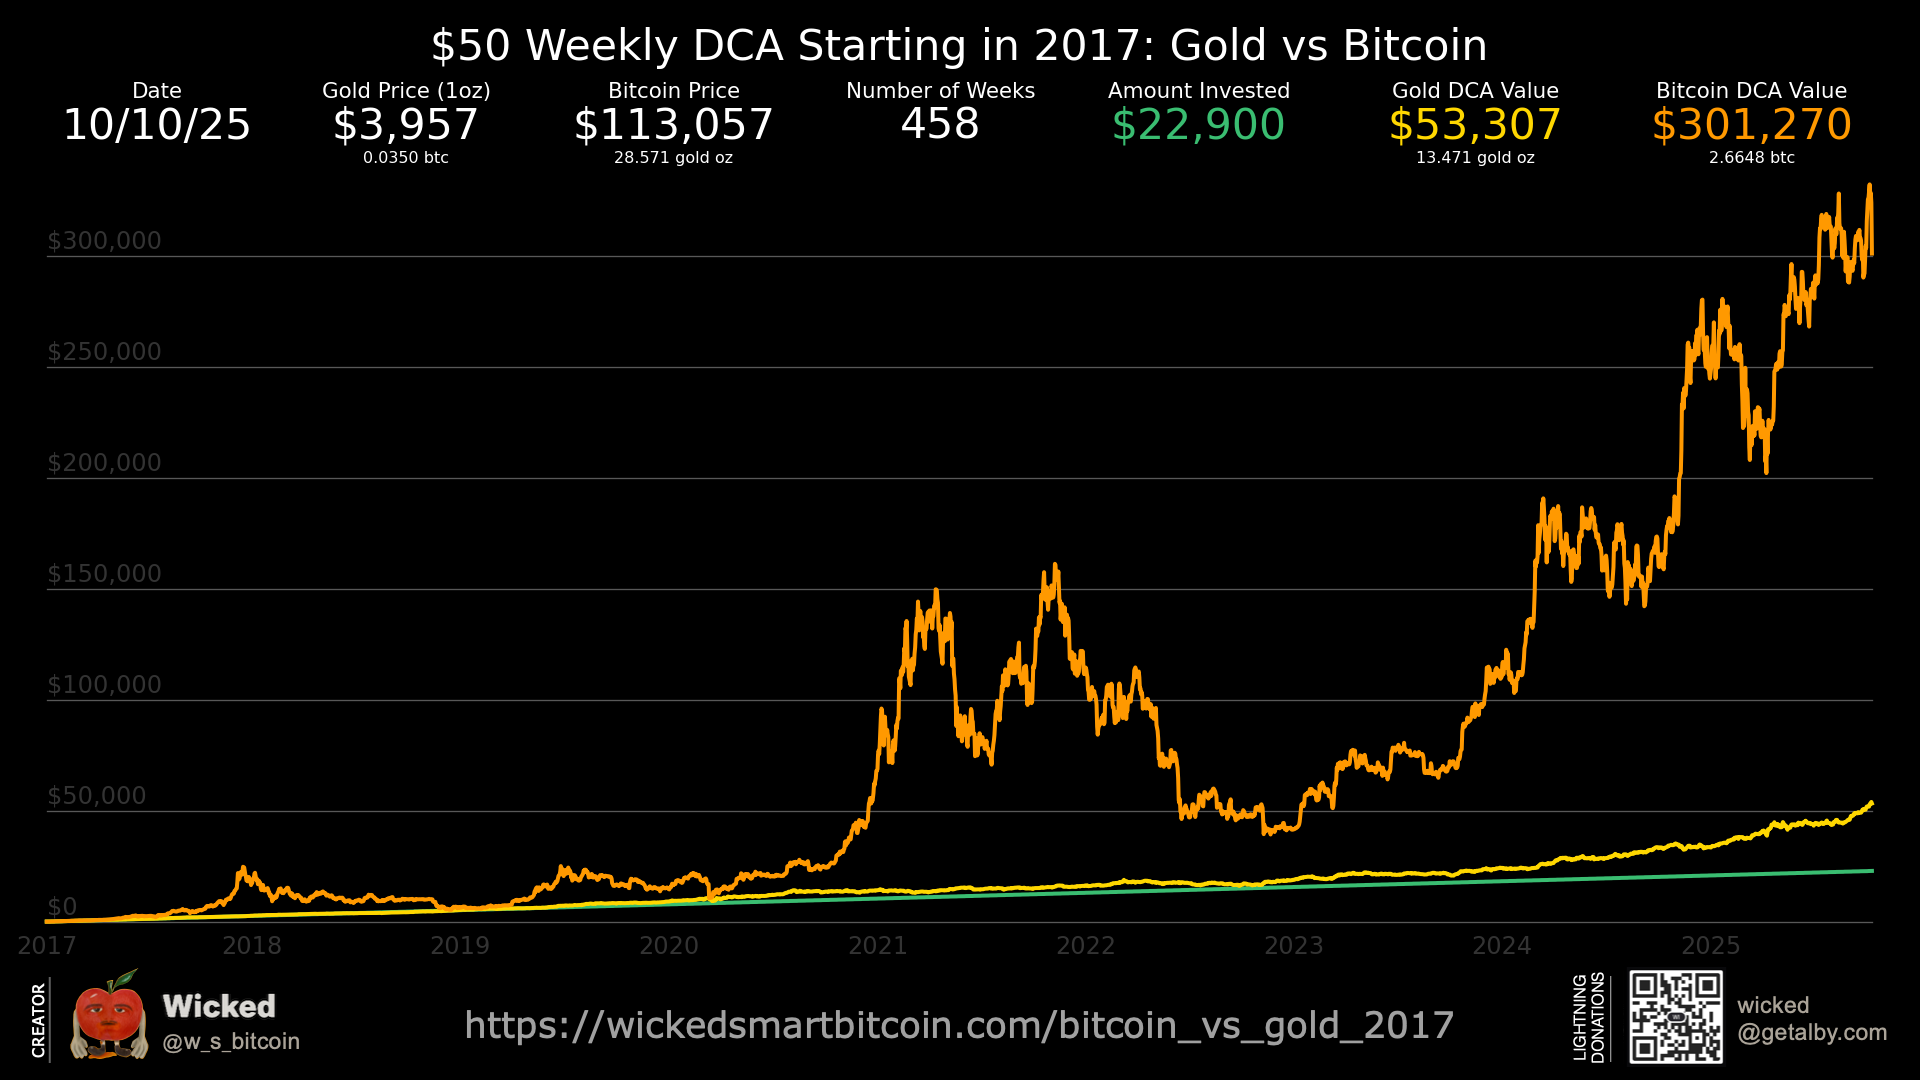 $50 Weekly DCA Starting in 2017: Gold vs Bitcoin
Date
10/10/25
Gold Price (1oz)
$3,957
0.0350 btc
Bitcoin Price
$113,057
28.571 gold oz
Number of Weeks
458
Amount Invested
$22,900
Gold DCA Value
$53,307
13.471 gold oz
Bitcoin DCA Value
$301,270
2.6648 btc
$300,000
$250,000
$200,000
$150,000
$100,000
$50,000
$0
2017 2018 2019 2020 2021 2022 2023 2024 2025
CREATOR
Wicked
@w_s_bitcoin
https://wickedsmartbitcoin.com/bitcoin_vs_gold_2017
LIGHTNING
DONATIONS
wicked
@getalby.com